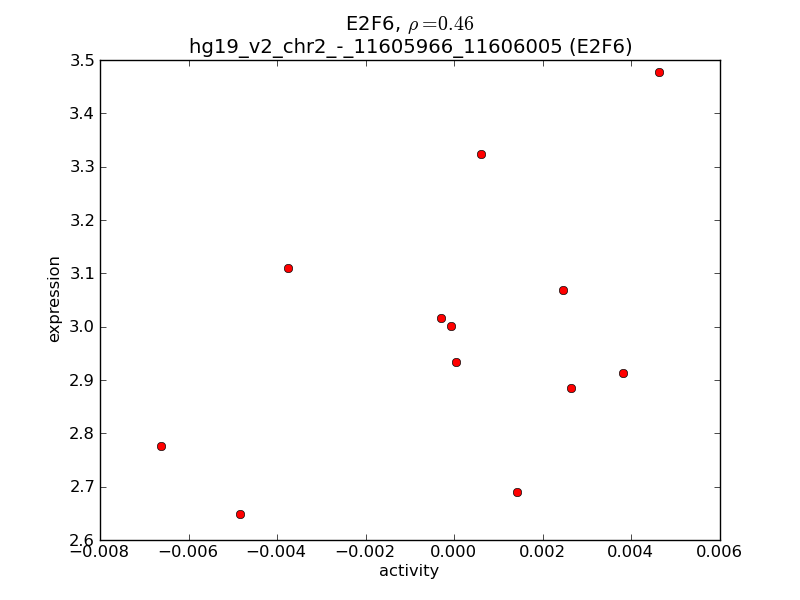 E2F6, ρ=0.46
hg19_v2_chr2_-_11605966_11606005 (E2F6)
3.5
3.4
3.3
3.2
3.1
3.0
2.9
2.8
2.7
2.6
expression
−0.008 −0.006 −0.004 −0.002 0.000 0.002 0.004 0.006
activity